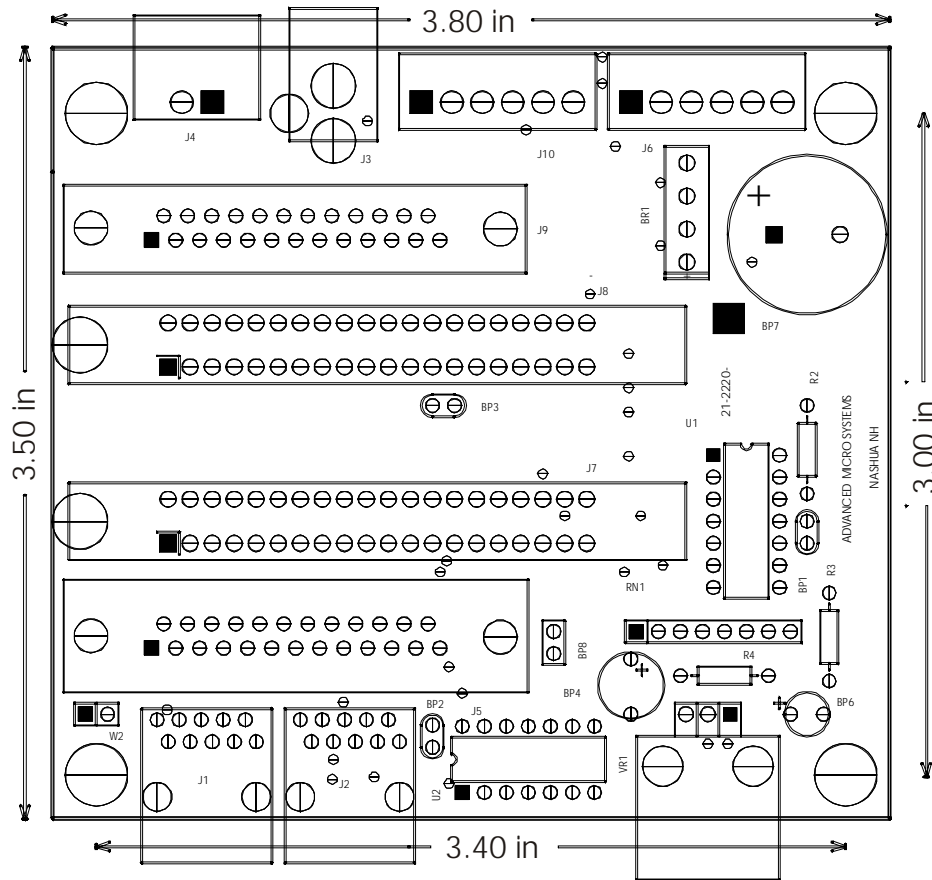 3.80 in
J4
J3
J10
J6
BR1
J9
J8
BP7
3.50 in
3.00 in
R2
BP3
21-2220-
U1
ADVANCED MICRO SYSTEMS
NASHUA NH
J7
RN1
BP1
R3
BP8
R4
BP4
BP6
BP2
J5
W2
J1
J2
U2
VR1
3.40 in